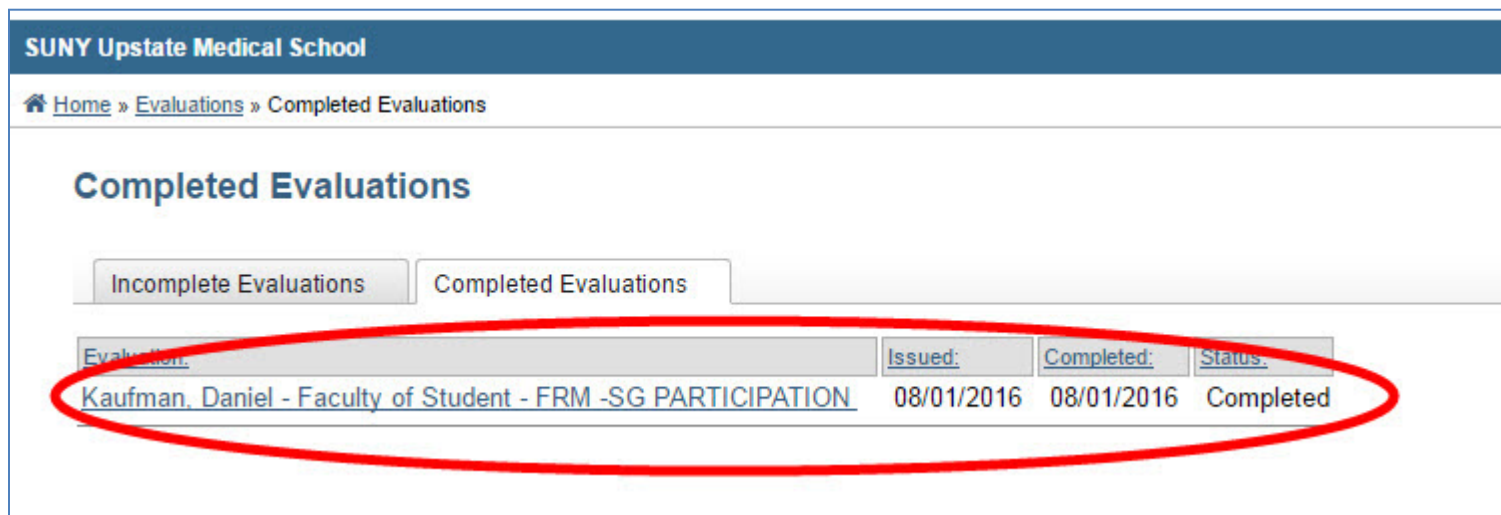 SUNY Upstate Medical School
Home » Evaluations » Completed Evaluations
Completed Evaluations
Incomplete Evaluations Completed Evaluations
Evaluation: Issued: Completed: Status:
Kaufman, Daniel - Faculty of Student - FRM -SG PARTICIPATION 08/01/2016 08/01/2016 Completed